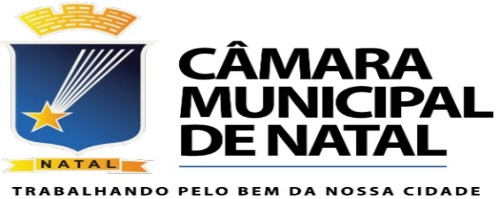 CÂMARA
MUNICIPAL
DE NATAL
NATAL
TRABALHANDO PELO BEM DA NOSSA CIDADE